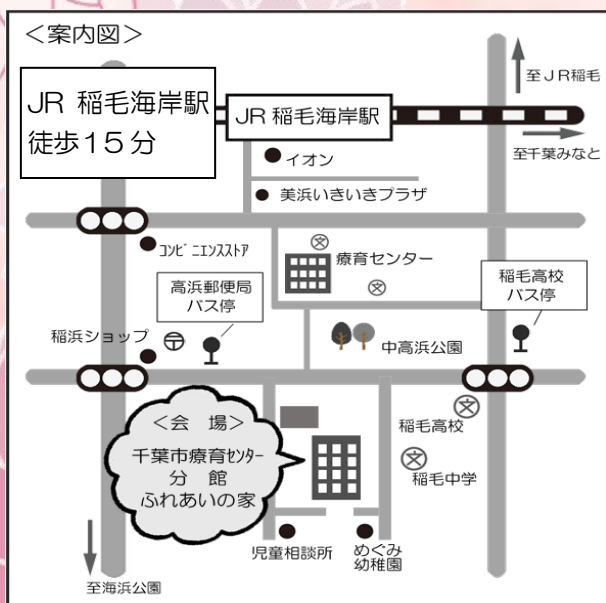 ＜案内図＞
至ＪＲ稲毛
JR 稲毛海岸駅
徒歩１５分
JR 稲毛海岸駅
至千葉みなと
イオン
美浜いきいきプラザ
ｺﾝﾋﾞﾆｴﾝｽｽﾄｱ
療育センター
高浜郵便局
バス停
稲毛高校
バス停
稲浜ショップ
中高浜公園
＜会　場＞
千葉市療育ｾﾝﾀｰ
分　館
ふれあいの家
稲毛高校
稲毛中学
児童相談所
めぐみ
幼稚園
至海浜公園